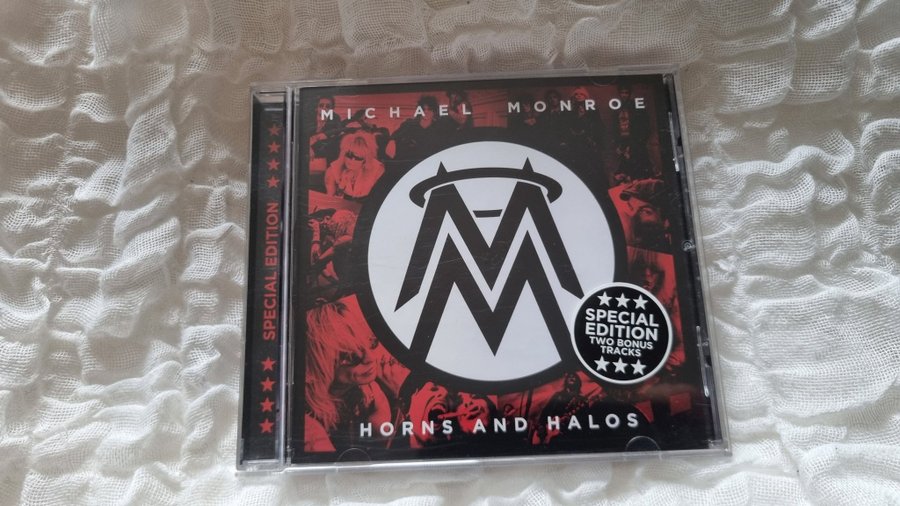 MICHAEL MONROE
SPECIAL EDITION
SPECIAL
EDITION
TWO BONUS
TRACKS
HORNS AND HALOS